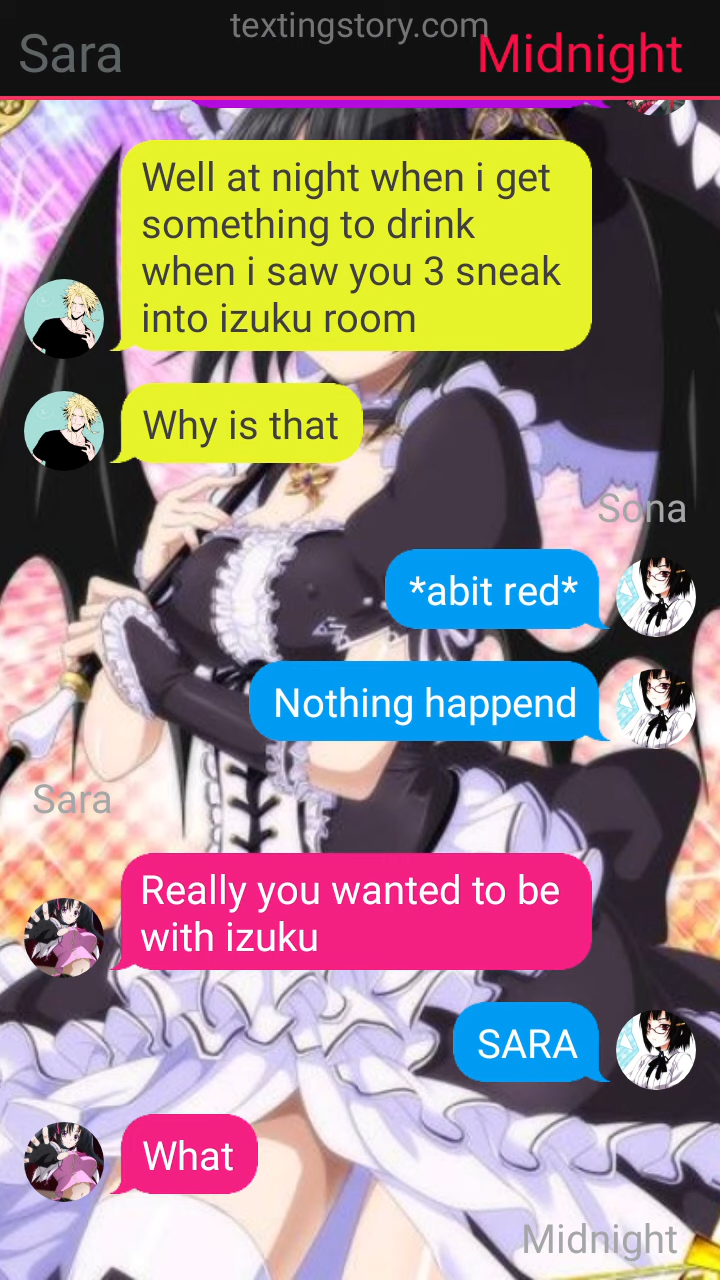 textingstory.com
Sara
Midnight
Well at night when i get
something to drink
when i saw you 3 sneak
into izuku room
Why is that
Sona
*abit red*
Nothing happend
Sara
Really you wanted to be
with izuku
SARA
What
Midnight